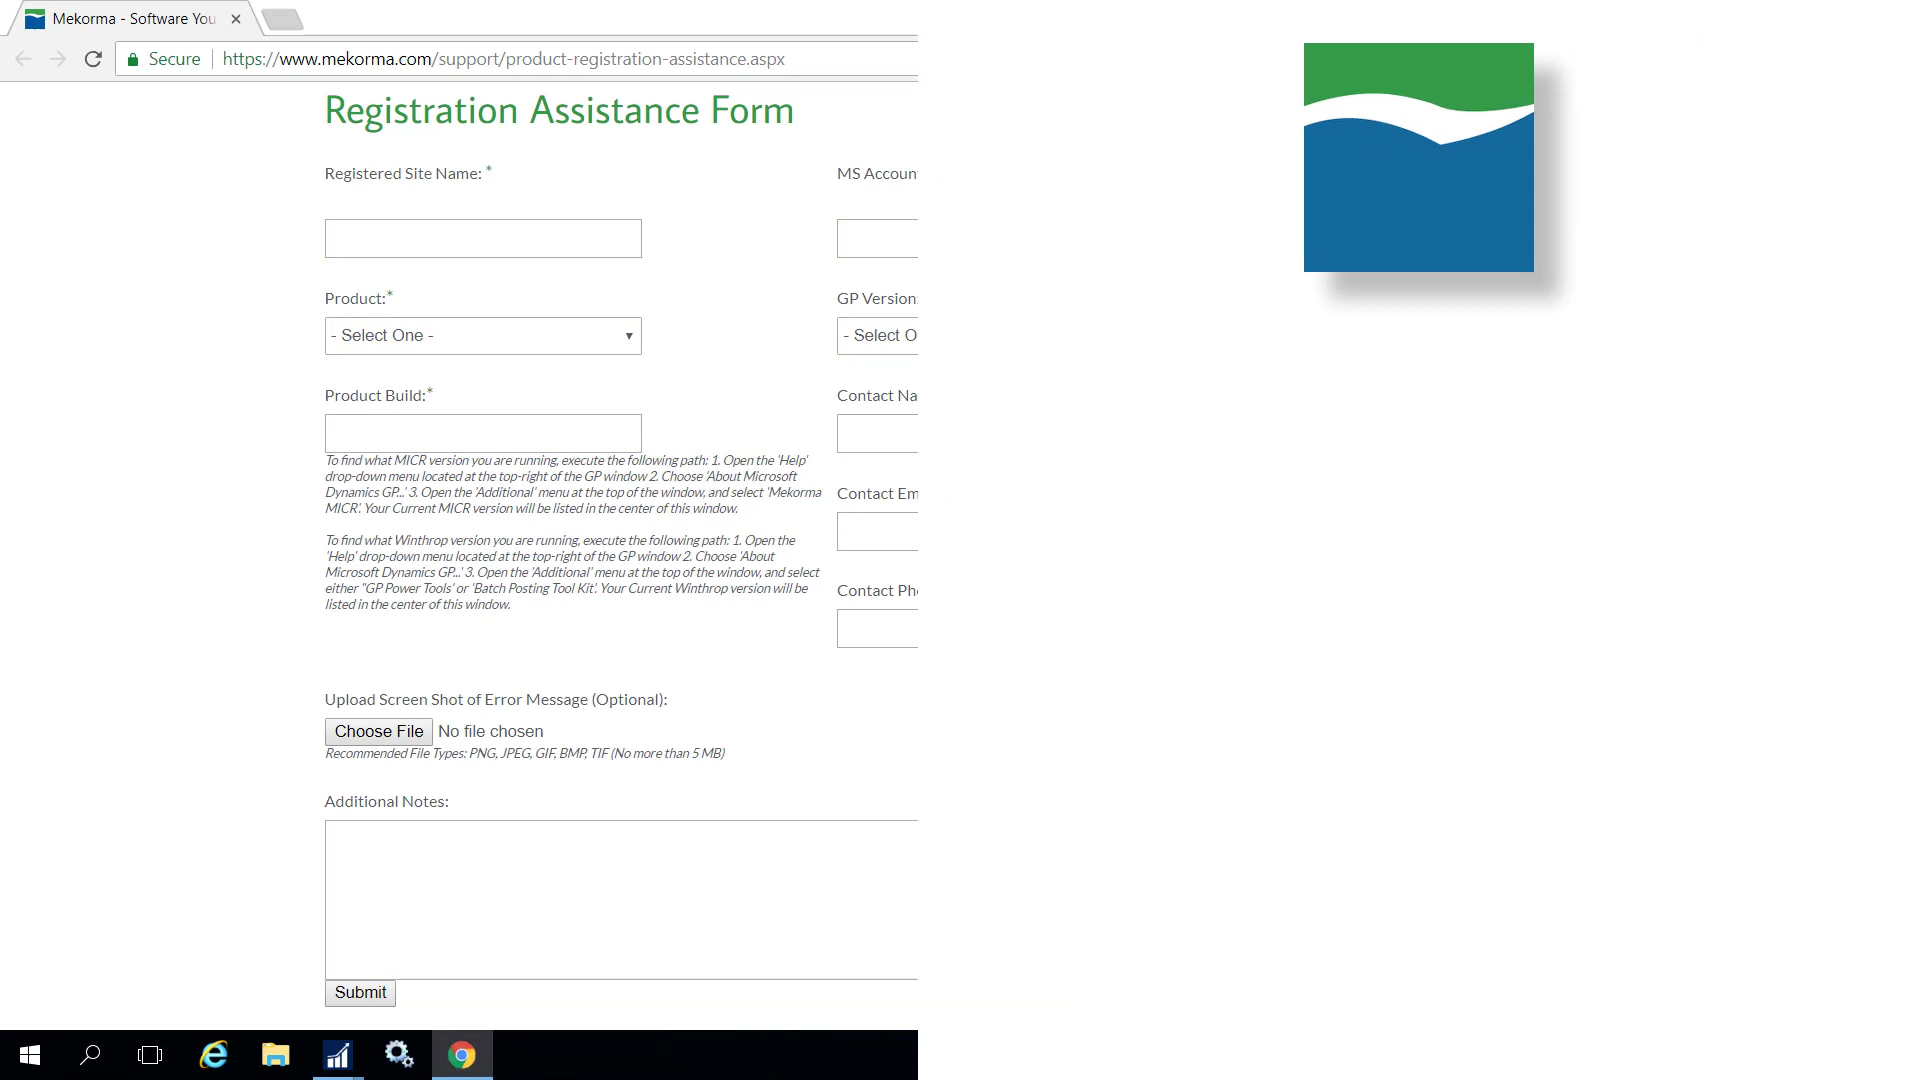 Mekorma - Software You
Secure https://www.mekorma.com/support/product-registration-assistance.aspx
Registration Assistance Form
Registered Site Name: *
MS Accoun
Product:*
GP Version:
- Select One -
- Select O
Product Build:*
Contact Na
To find what MICR version you are running, execute the following path: 1. Open the 'Help'
drop-down menu located at the top-right of the GP window 2. Choose 'About Microsoft
Dynamics GP...' 3. Open the 'Additional' menu at the top of the window, and select 'Mekorma
MICR'. Your Current MICR version will be listed in the center of this window.
Contact Em
To find what Winthrop version you are running, execute the following path: 1. Open the
'Help' drop-down menu located at the top-right of the GP window 2. Choose 'About
Microsoft Dynamics GP...' 3. Open the 'Additional' menu at the top of the window, and select
either "GP Power Tools' or 'Batch Posting Tool Kit'. Your Current Winthrop version will be
listed in the center of this window.
Contact Pho
Upload Screen Shot of Error Message (Optional):
Choose File No file chosen
Recommended File Types: PNG, JPEG, GIF, BMP, TIF (No more than 5 MB)
Additional Notes:
Submit